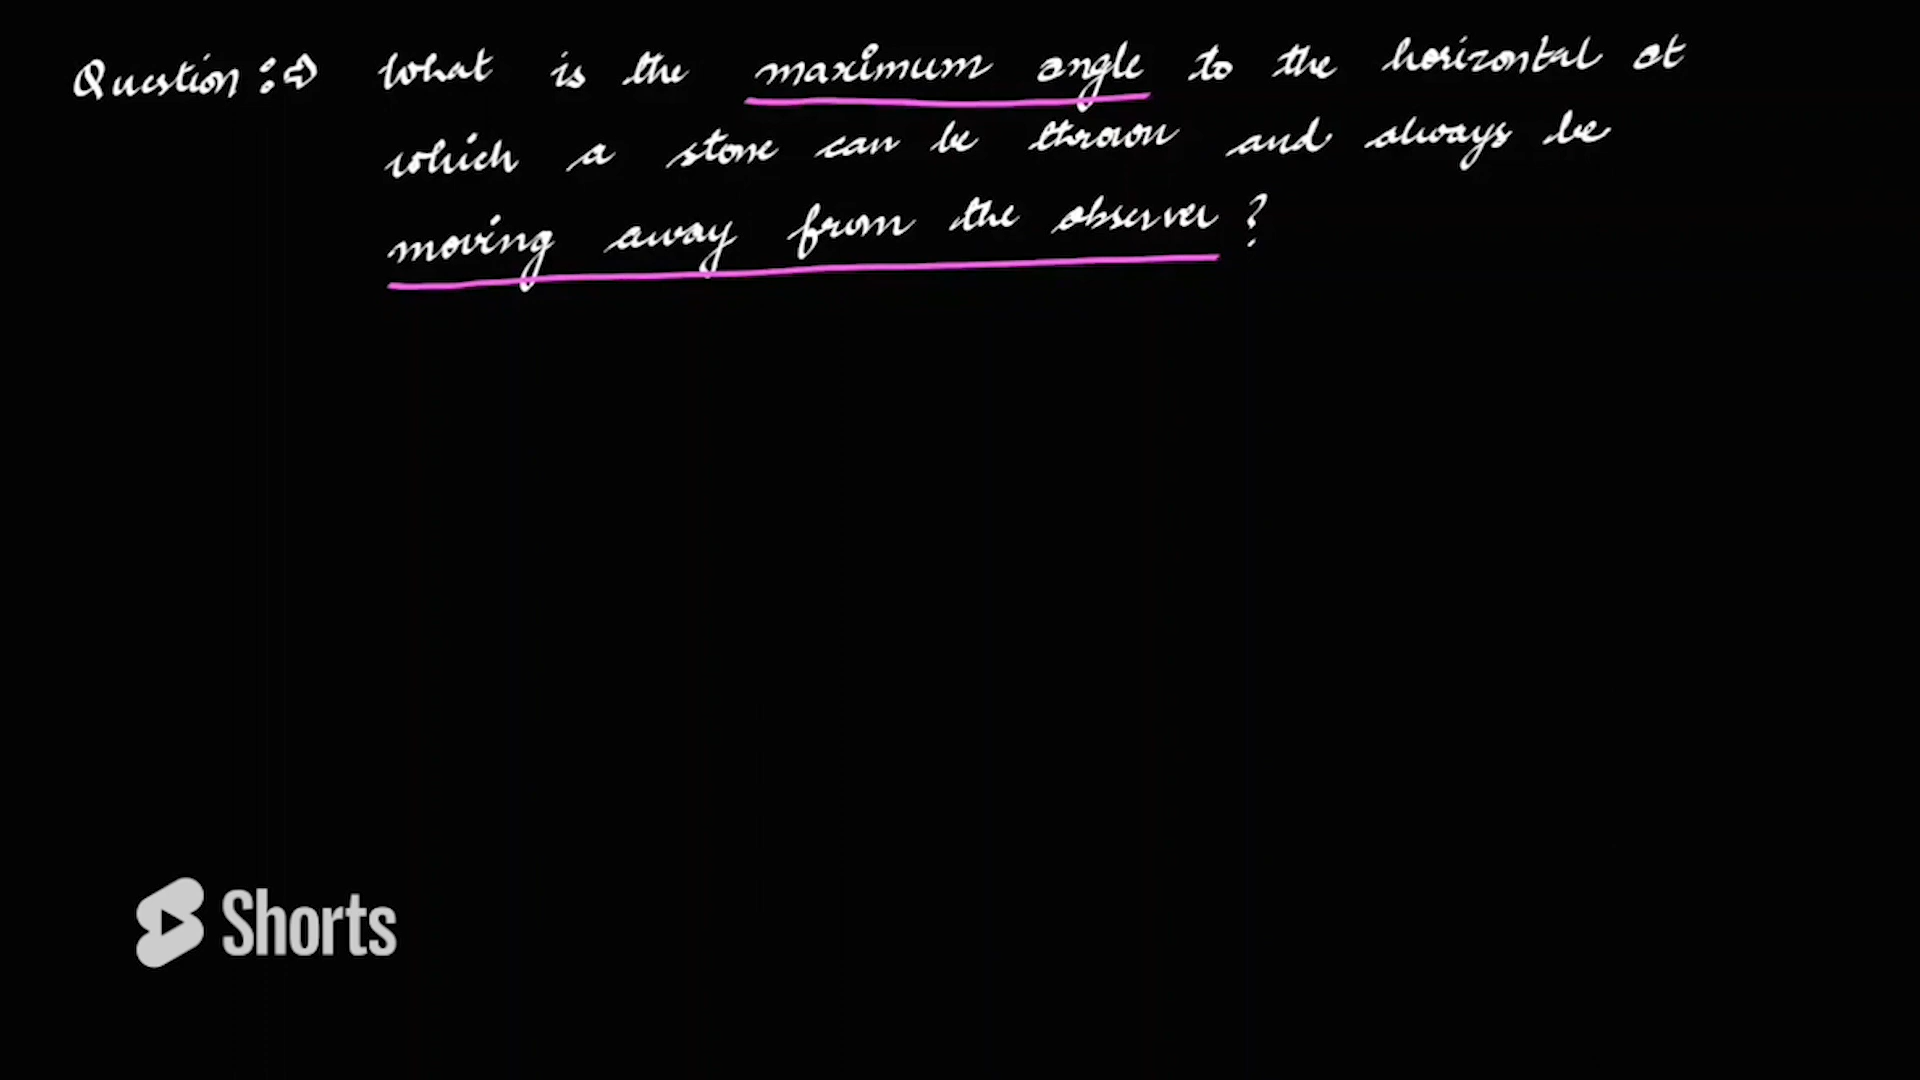 Question :⇨ What is the maximum angle to the horizontal at
which a stone can be thrown and always be
moving away from the observer ?
Shorts